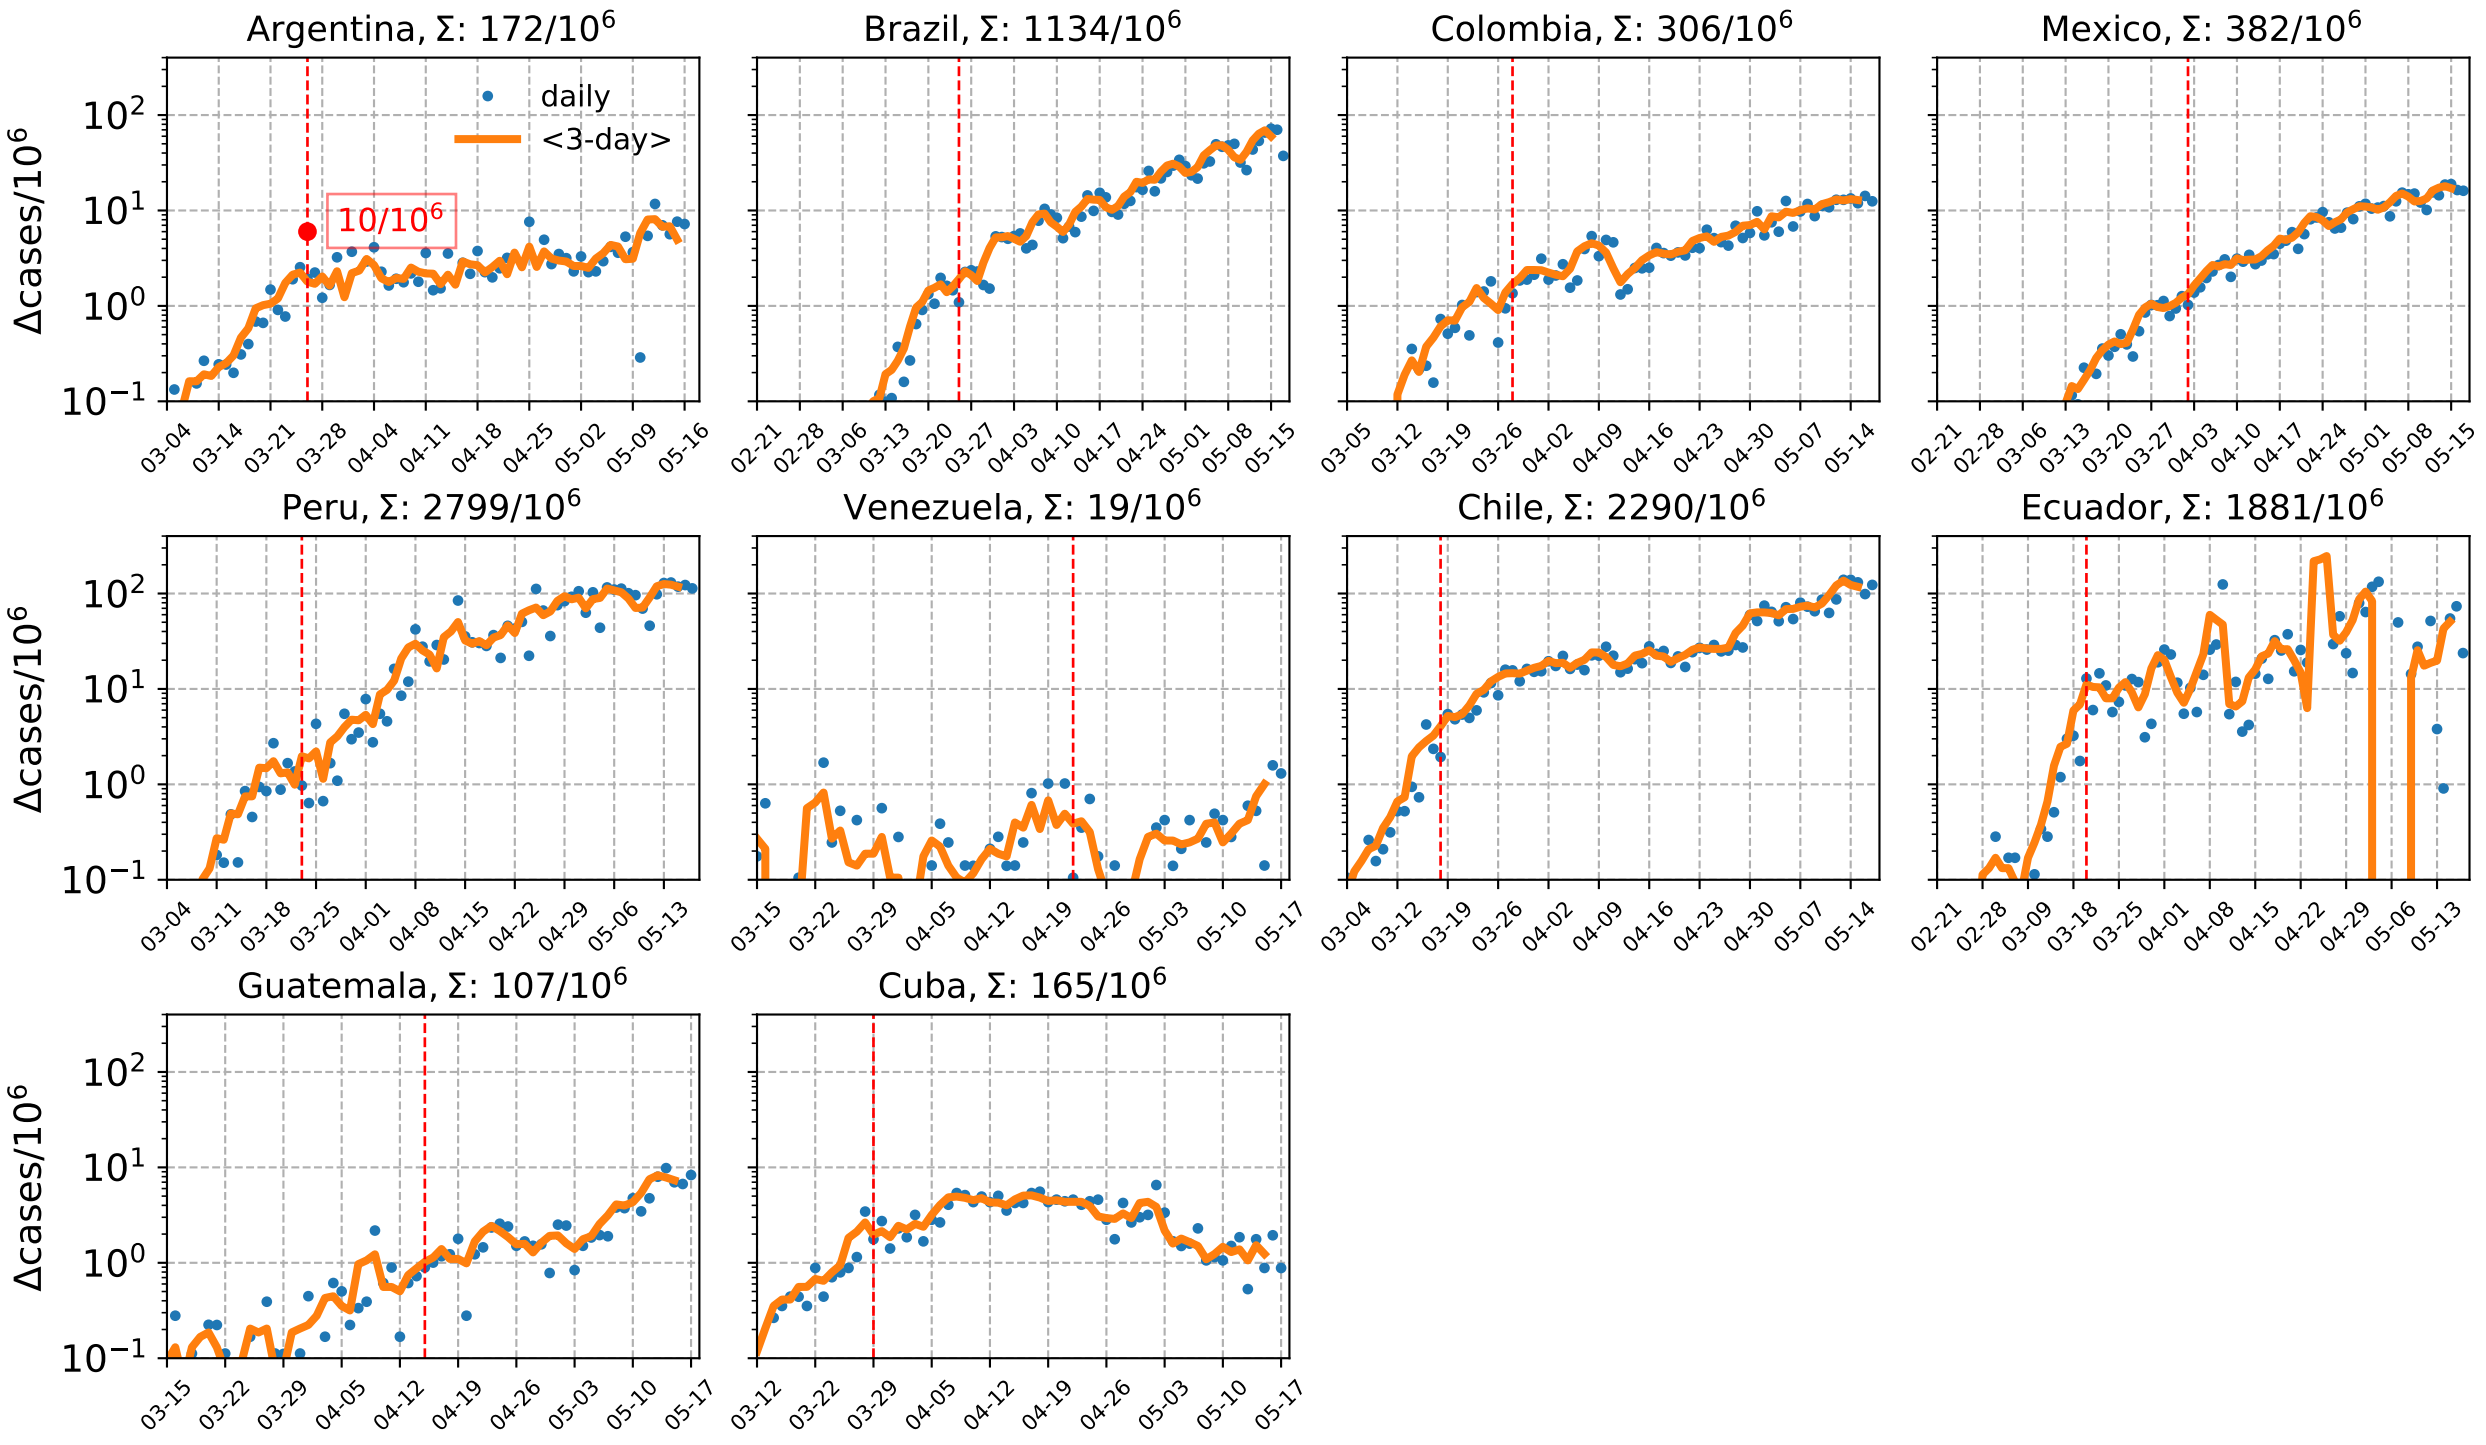 Argentina, Σ: 172/10⁶
Brazil, Σ: 1134/10⁶
Colombia, Σ: 306/10⁶
Mexico, Σ: 382/10⁶
Δcases/10⁶
10²
10¹
10⁰
10⁻¹
daily
<3-day>
10/10⁶
03-04 03-14 03-21 03-28 04-04 04-11 04-18 04-25 05-02 05-09 05-16
02-21 02-28 03-06 03-13 03-20 03-27 04-03 04-10 04-17 04-24 05-01 05-08 05-15
03-05 03-12 03-19 03-26 04-02 04-09 04-16 04-23 04-30 05-07 05-14
02-21 02-28 03-06 03-13 03-20 03-27 04-03 04-10 04-17 04-24 05-01 05-08 05-15
Peru, Σ: 2799/10⁶
Venezuela, Σ: 19/10⁶
Chile, Σ: 2290/10⁶
Ecuador, Σ: 1881/10⁶
Δcases/10⁶
10²
10¹
10⁰
10⁻¹
03-04 03-11 03-18 03-25 04-01 04-08 04-15 04-22 04-29 05-06 05-13
03-15 03-22 03-29 04-05 04-12 04-19 04-26 05-03 05-10 05-17
03-04 03-12 03-19 03-26 04-02 04-09 04-16 04-23 04-30 05-07 05-14
02-21 02-28 03-09 03-18 03-25 04-01 04-08 04-15 04-22 04-29 05-06 05-13
Guatemala, Σ: 107/10⁶
Cuba, Σ: 165/10⁶
Δcases/10⁶
10²
10¹
10⁰
10⁻¹
03-15 03-22 03-29 04-05 04-12 04-19 04-26 05-03 05-10 05-17
03-12 03-22 03-29 04-05 04-12 04-19 04-26 05-03 05-10 05-17